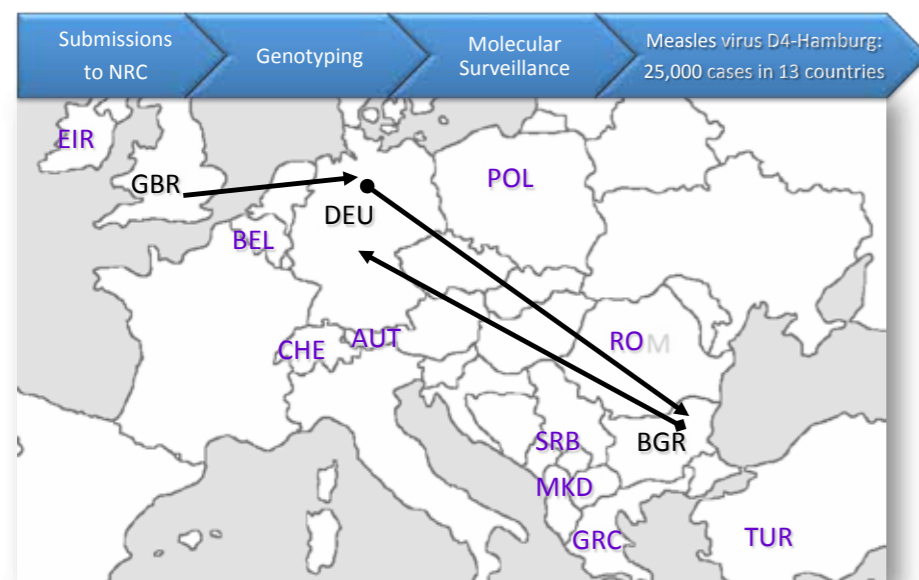 Submissions
to NRC
Genotyping
Molecular
Surveillance
Measles virus D4-Hamburg:
25,000 cases in 13 countries
EIR
GBR
POL
DEU
BEL
CHE
AUT
RO M
SRB
BGR
MKD
GRC
TUR